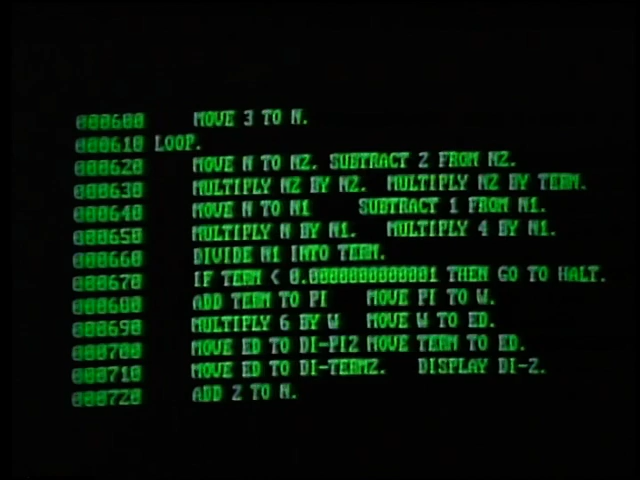 000600 MOVE 3 TO N.
000610 LOOP.
000620 MOVE N TO N2. SUBTRACT 2 FROM N2.
000630 MULTIPLY N2 BY N2. MULTIPLY N2 BY TERM.
000640 MOVE N TO N1 SUBTRACT 1 FROM N1.
000650 MULTIPLY N BY N1. MULTIPLY 4 BY N1.
000660 DIVIDE N1 INTO TERM.
000670 IF TERM < 0.0000000000001 THEN GO TO HALT.
000680 ADD TERM TO PI MOVE PI TO W.
000690 MULTIPLY 6 BY W MOVE W TO ED.
000700 MOVE ED TO DI-PI2 MOVE TERM TO ED.
000710 MOVE ED TO DI-TERM2. DISPLAY DI-2.
000720 ADD 2 TO N.